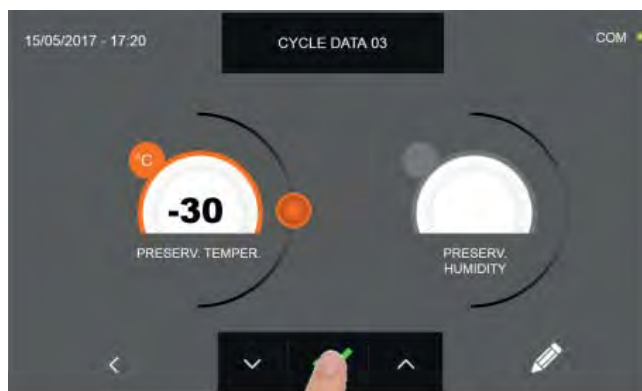 15/05/2017 - 17:20
CYCLE DATA 03
COM
°C
-30
PRESERV. TEMPER.
PRESERV.
HUMIDITY